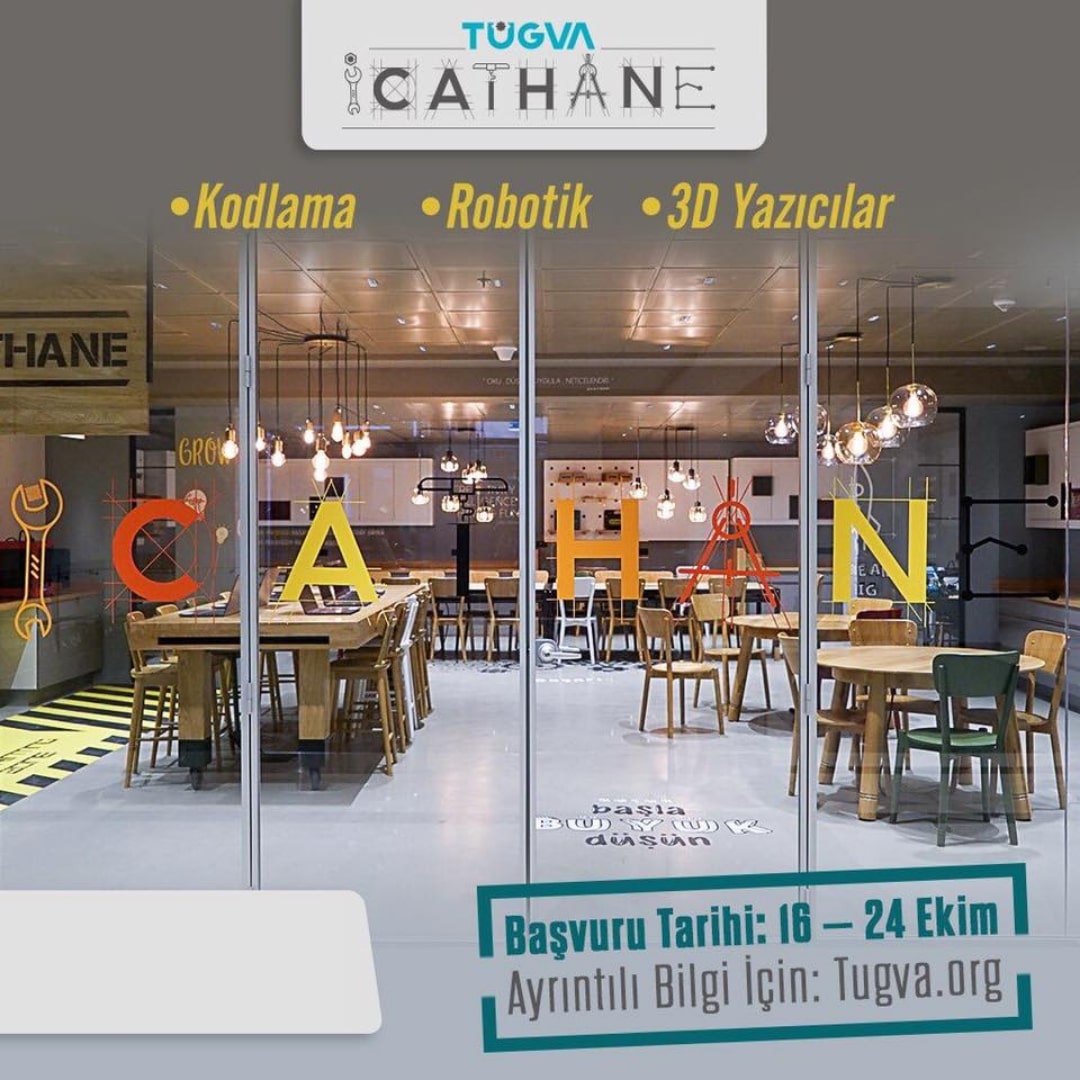 TÜGVA
İCATHANE
•Kodlama •Robotik •3D Yazıcılar
THANE
GROW
İCATHANE
başla
BÜYÜK
düşün
Başvuru Tarihi: 16 – 24 Ekim
Ayrıntılı Bilgi İçin: Tugva.org